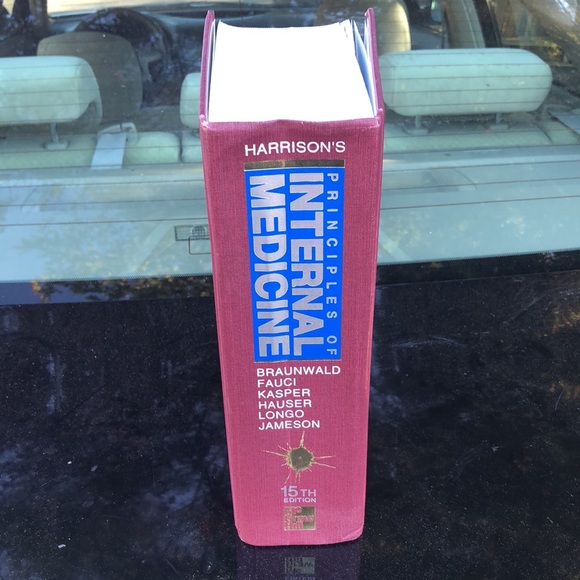 HARRISON'S
PRINCIPLES OF
INTERNAL
MEDICINE
BRAUNWALD
FAUCI
KASPER
HAUSER
LONGO
JAMESON
15TH
EDITION